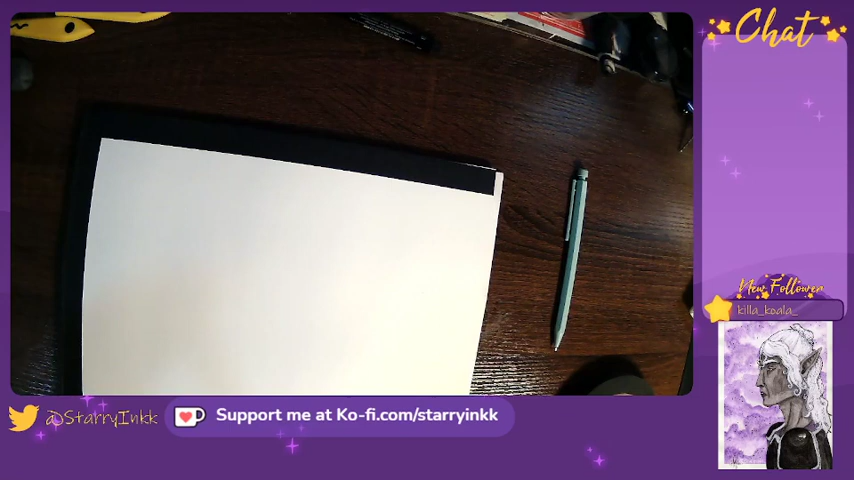 Chat
New Follower
killa_koala_
@StarryInkk
Support me at Ko-fi.com/starryinkk